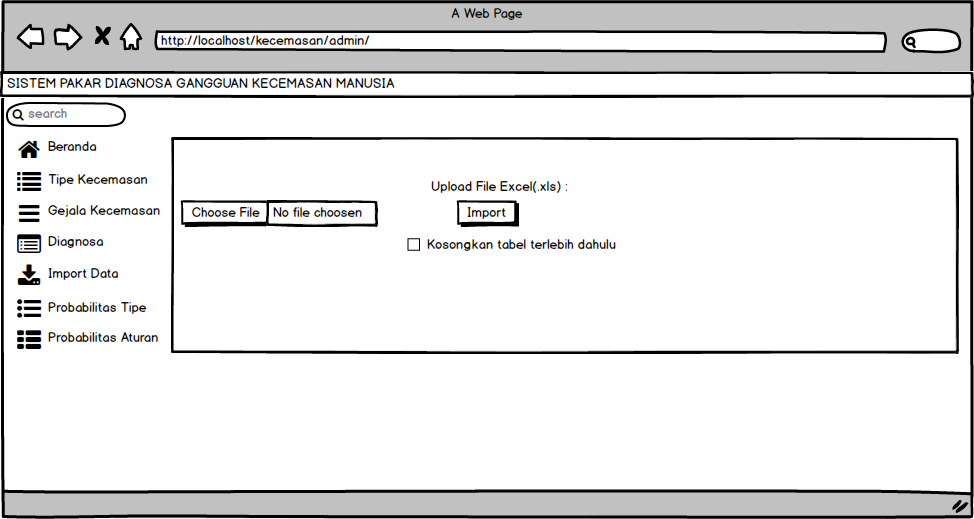 A Web Page
http://localhost/kecemasan/admin/
SISTEM PAKAR DIAGNOSA GANGGUAN KECEMASAN MANUSIA
search
Beranda
Tipe Kecemasan
Gejala Kecemasan
Diagnosa
Import Data
Probabilitas Tipe
Probabilitas Aturan
Upload File Excel(.xls) :
Choose File No file choosen Import
Kosongkan tabel terlebih dahulu